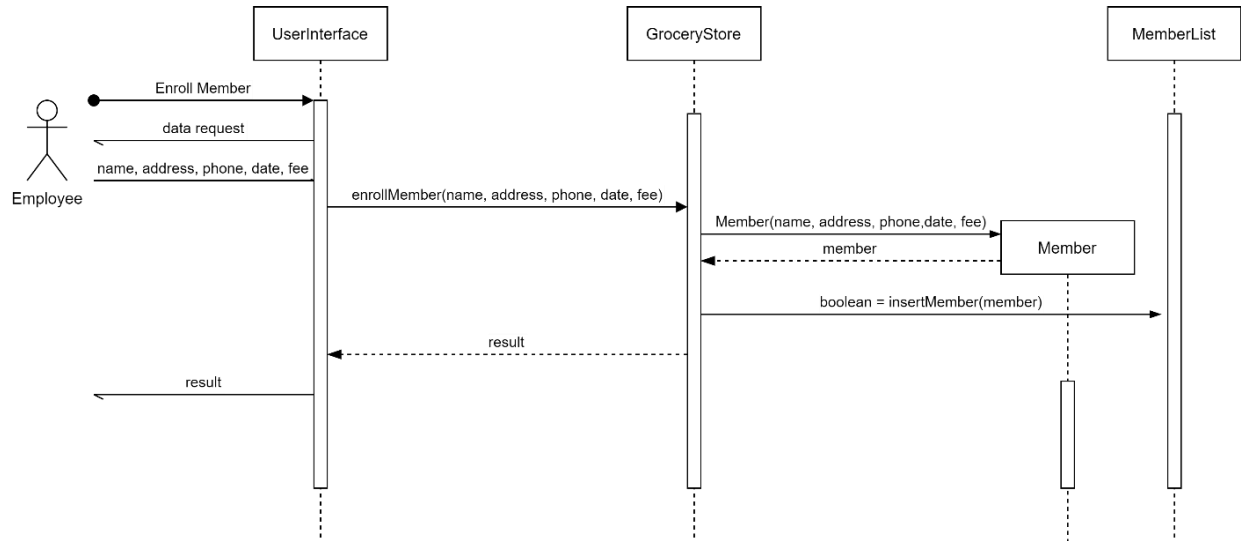 UserInterface
GroceryStore
MemberList
Enroll Member
data request
name, address, phone, date, fee
Employee
enrollMember(name, address, phone, date, fee)
Member(name, address, phone,date, fee)
Member
member
boolean = insertMember(member)
result
result